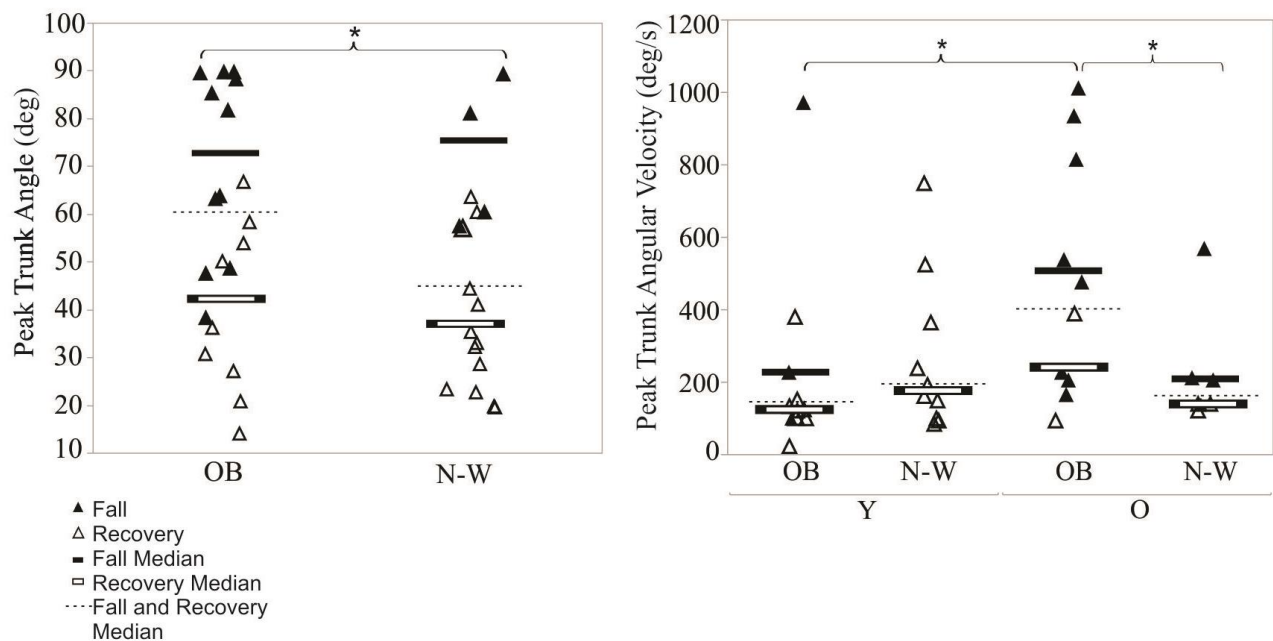 Peak Trunk Angle (deg)
100
90
80
70
60
50
40
30
20
10
*
OB
N-W
▲ Fall
△ Recovery
Fall Median
Recovery Median
Fall and Recovery
Median
Peak Trunk Angular Velocity (deg/s)
1200
1000
800
600
400
200
0
* *
OB N-W OB N-W
Y O